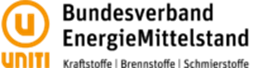 Bundesverband
EnergieMittelstand
UNITI
Kraftstoffe | Brennstoffe | Schmierstoffe